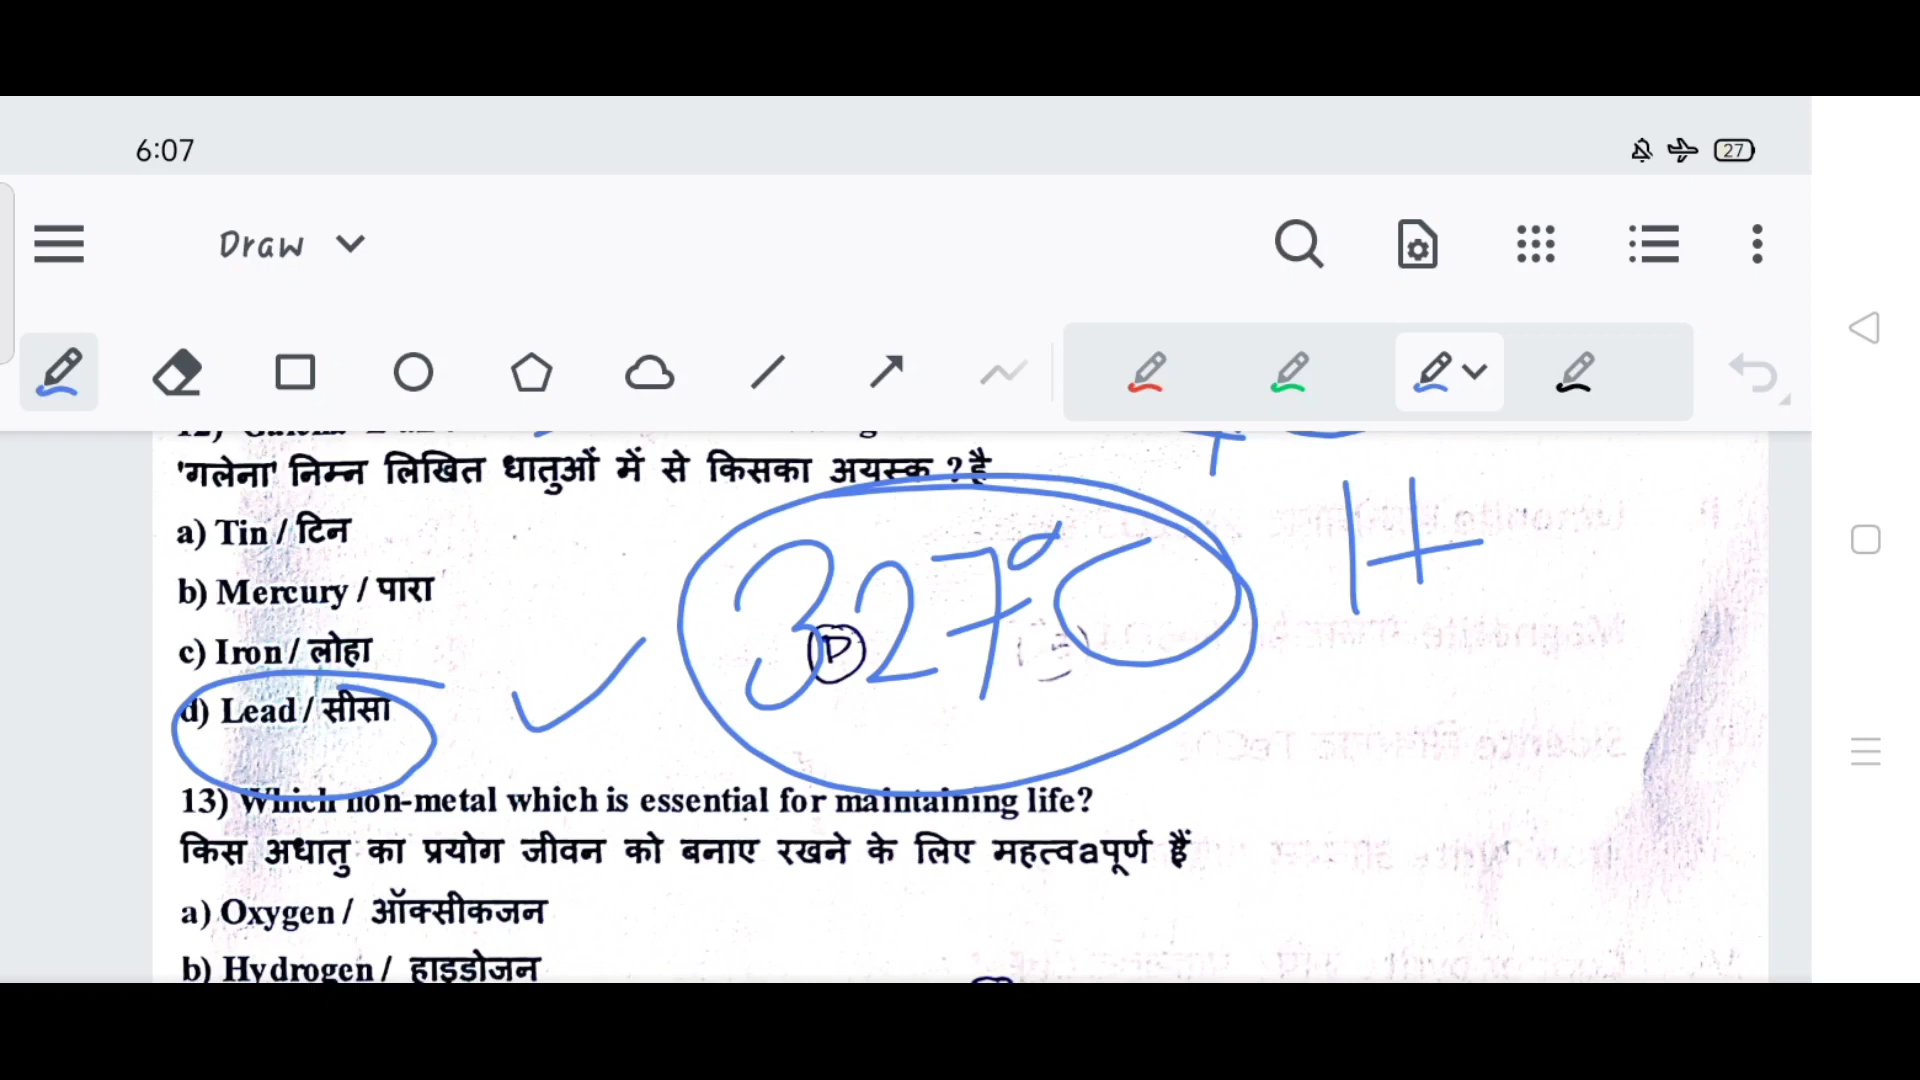 6:07
27
Draw
'गलेना' निम्न लिखित धातुओं में से किसका अयस्क ? है
a) Tin / टिन
b) Mercury / पारा
c) Iron / लोहा
d) Lead / सीसा
327°C
D
13) Which non-metal which is essential for maintaining life?
किस अधातु का प्रयोग जीवन को बनाए रखने के लिए महत्वaपूर्ण हैं
a) Oxygen / ऑक्सीकजन
b) Hydrogen / हाइड्रोजन